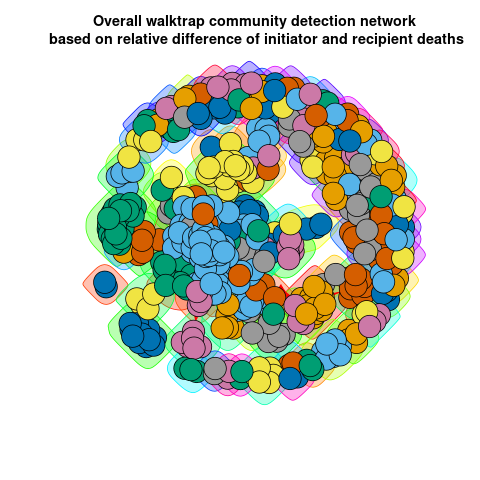 Overall walktrap community detection network
based on relative difference of initiator and recipient deaths